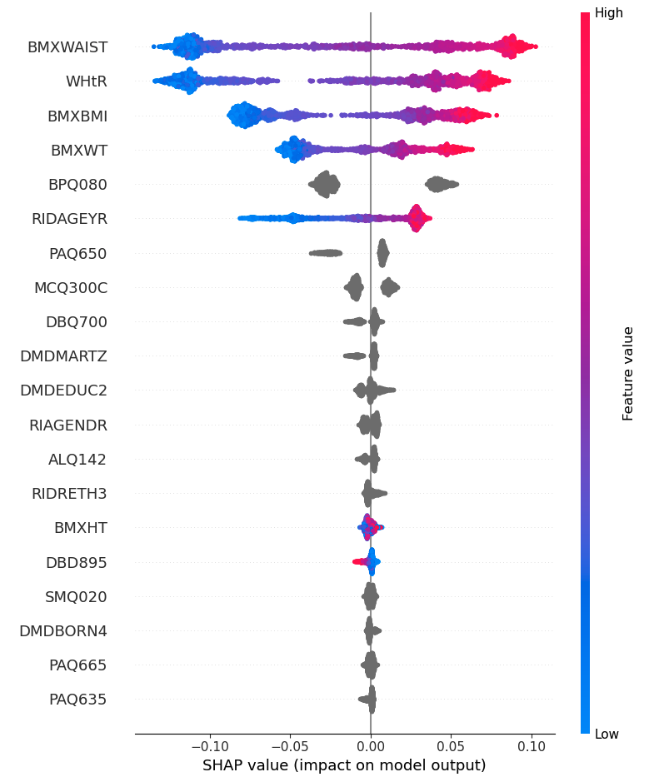 High
BMXWAIST
WHtR
BMXBMI
BMXWT
BPQ080
RIDAGEYR
PAQ650
MCQ300C
DBQ700
DMDMARTZ
DMDEDUC2
RIAGENDR
ALQ142
RIDRETH3
BMXHT
DBD895
SMQ020
DMDBORN4
PAQ665
PAQ635
Feature value
Low
−0.10 −0.05 0.00 0.05 0.10
SHAP value (impact on model output)